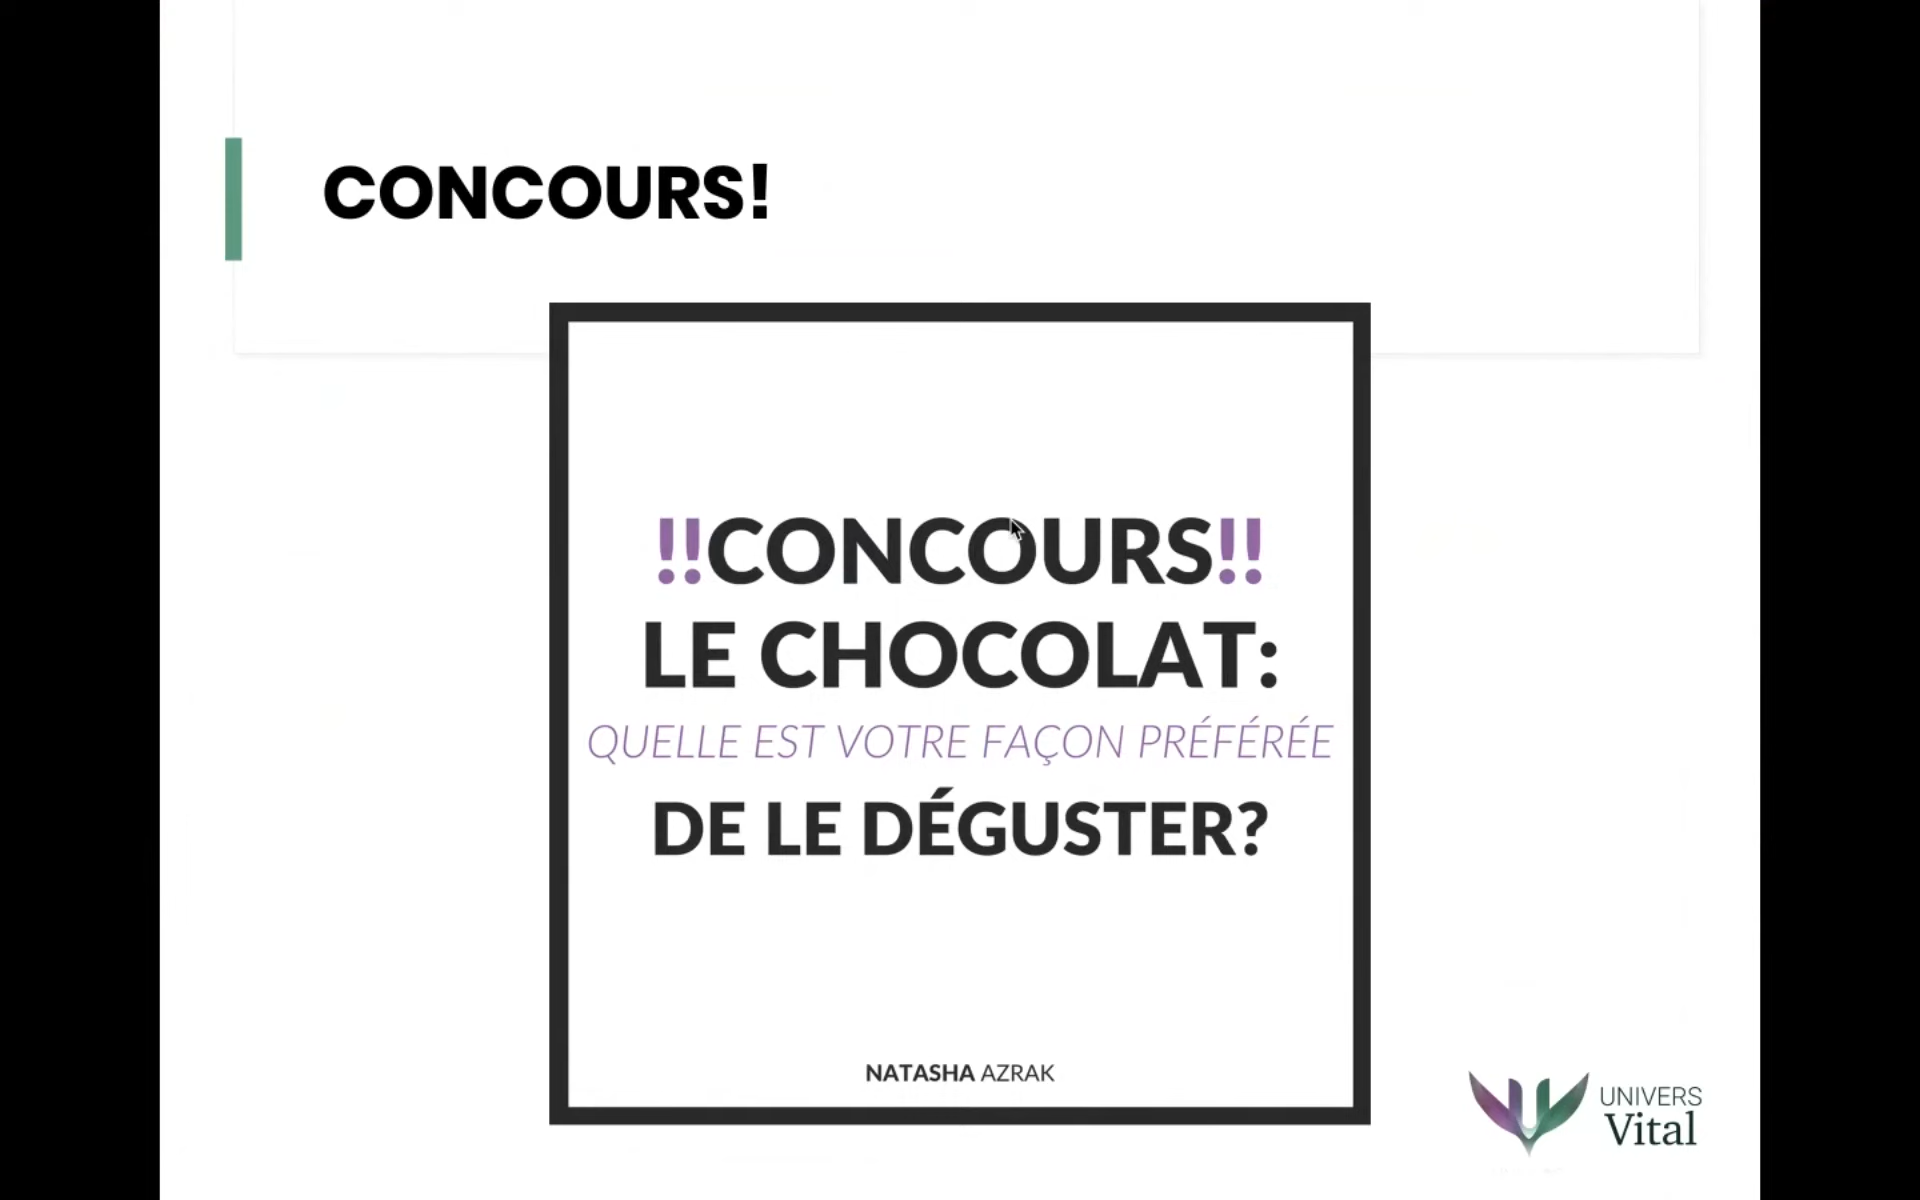 CONCOURS!
!!CONCOURS!!
LE CHOCOLAT:
QUELLE EST VOTRE FAÇON PRÉFÉRÉE
DE LE DÉGUSTER?
NATASHA AZRAK
UNIVERS
Vital